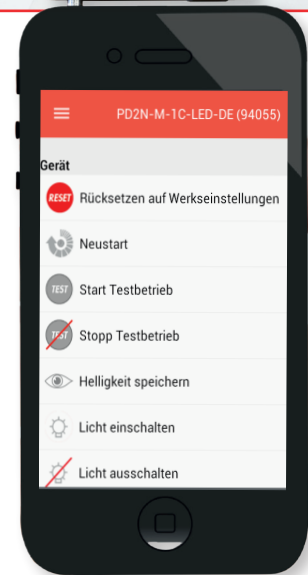 PD2N-M-1C-LED-DE (94055)
Gerät
RESET Rücksetzen auf Werkseinstellungen
Neustart
TEST Start Testbetrieb
TEST Stopp Testbetrieb
Helligkeit speichern
Licht einschalten
Licht ausschalten